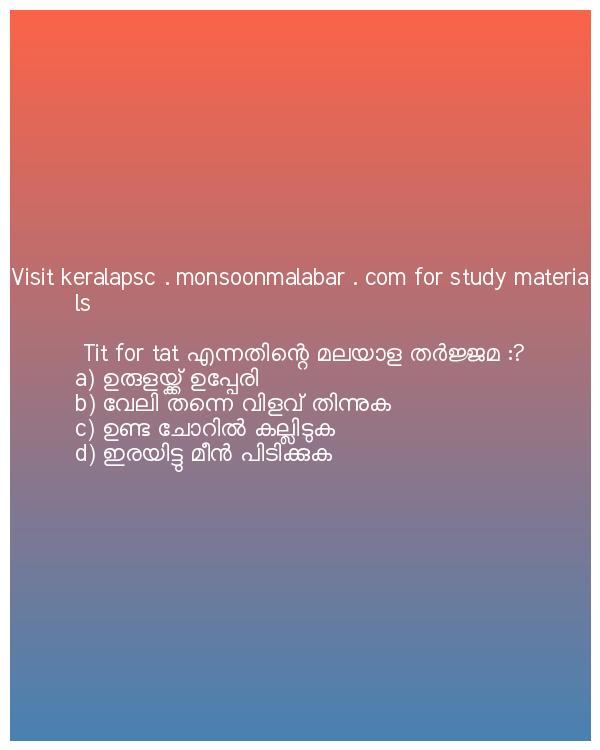 Visit keralapsc . monsoonmalabar . com for study materia
ls
Tit for tat എന്നതിന്റെ മലയാള തർജ്ജമ :?
a) ഉരുളയ്ക്ക് ഉപ്പേരി
b) വേലി തന്നെ വിളവ് തിന്നുക
c) ഉണ്ട ചോറിൽ കല്ലിടുക
d) ഇരയിട്ടു മീൻ പിടിക്കുക